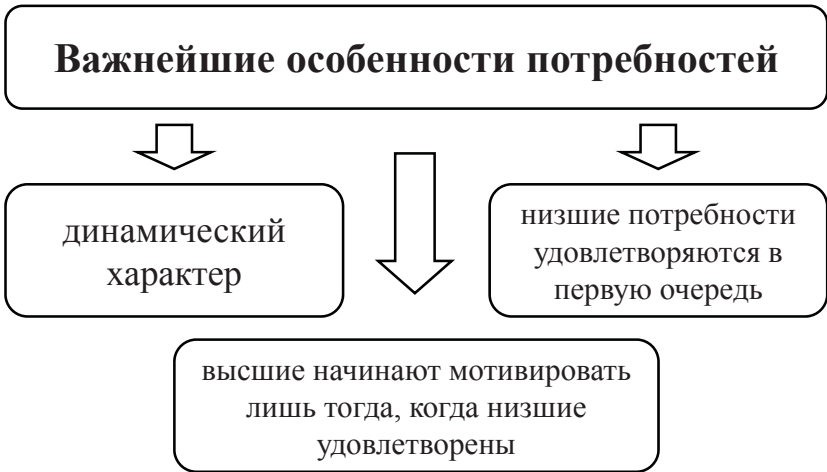 Важнейшие особенности потребностей
динамический
характер
низшие потребности
удовлетворяются в
первую очередь
высшие начинают мотивировать
лишь тогда, когда низшие
удовлетворены